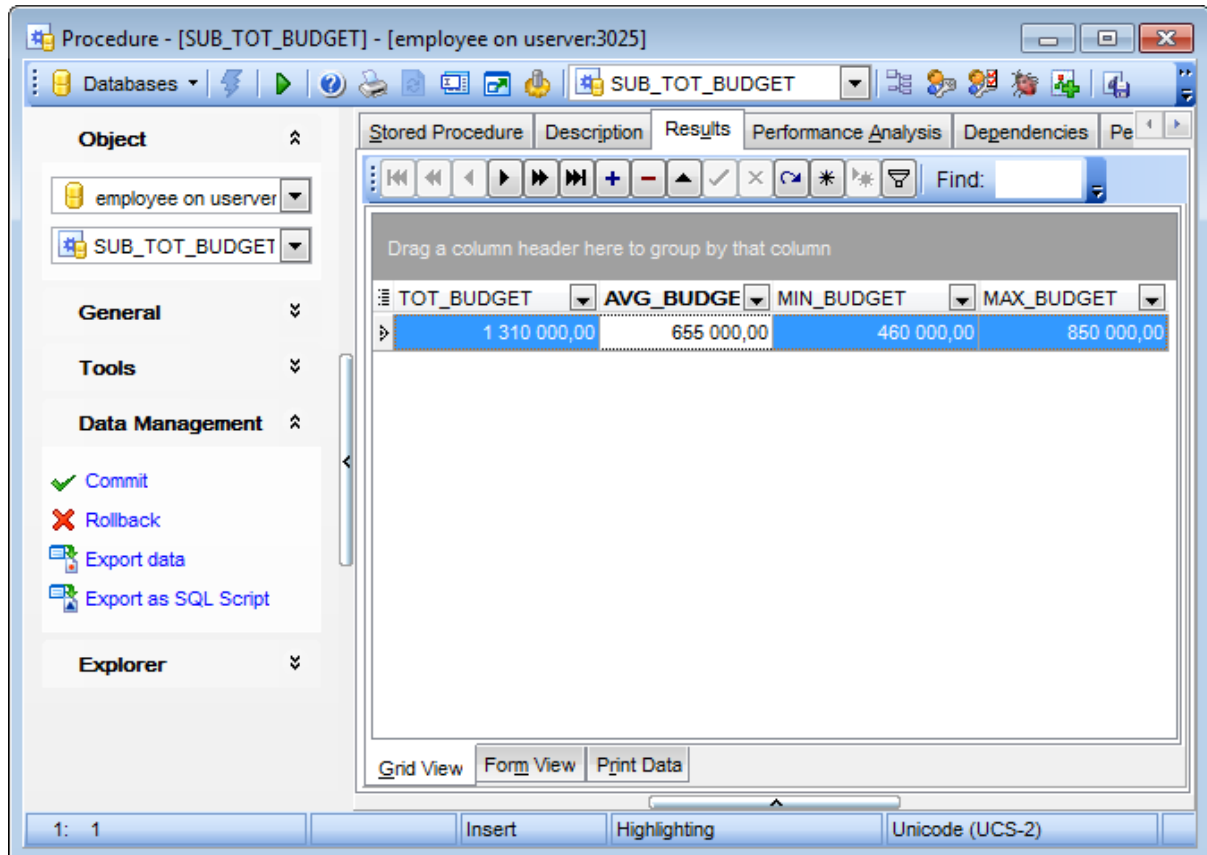 Procedure - [SUB_TOT_BUDGET] - [employee on userver:3025]
Databases SUB_TOT_BUDGET
Object
employee on userver
SUB_TOT_BUDGET
General
Tools
Data Management
Commit
Rollback
Export data
Export as SQL Script
Explorer
Stored Procedure Description Results Performance Analysis Dependencies Pe
Find:
Drag a column header here to group by that column
TOT_BUDGET AVG_BUDGE MIN_BUDGET MAX_BUDGET
1 310 000,00 655 000,00 460 000,00 850 000,00
Grid View Form View Print Data
1: 1 Insert Highlighting Unicode (UCS-2)